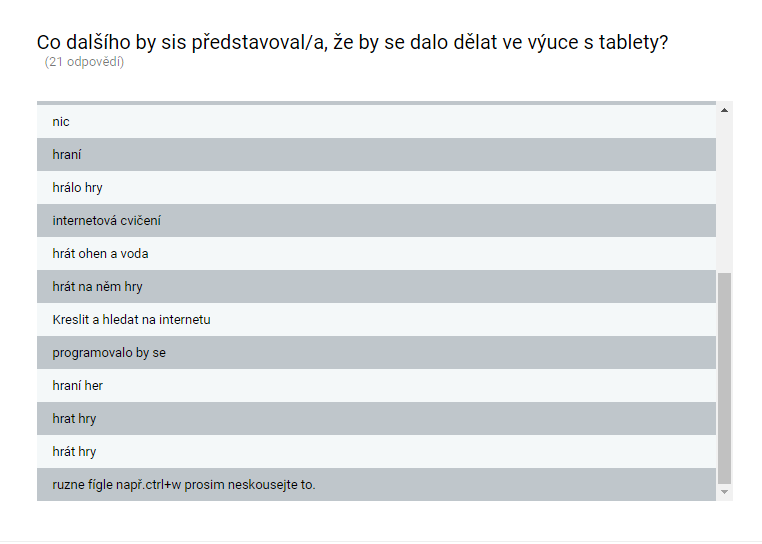 Co dalšího by sis představoval/a, že by se dalo dělat ve výuce s tablety?
(21 odpovědí)
nic
hraní
hrálo hry
internetová cvičení
hrát ohen a voda
hrát na něm hry
Kreslit a hledat na internetu
programovalo by se
hraní her
hrat hry
hrát hry
ruzne fígle např.ctrl+w prosim neskousejte to.